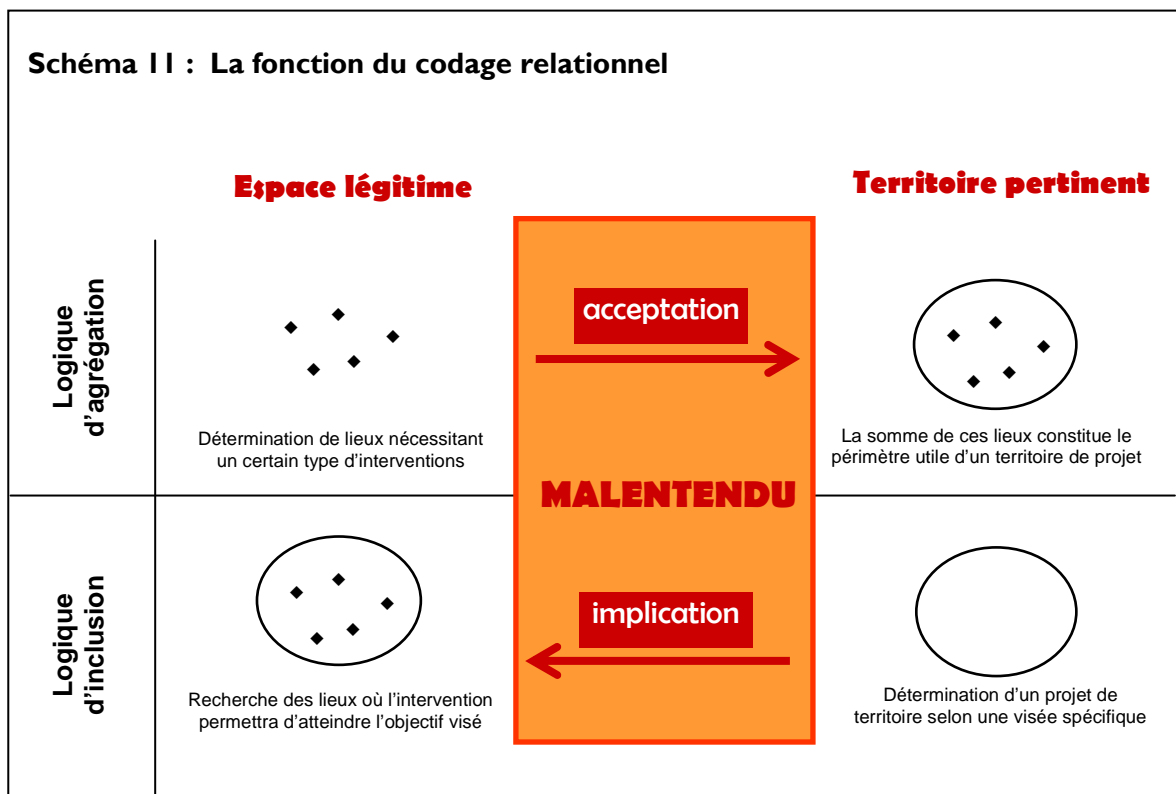 Schéma 11 : La fonction du codage relationnel
Espace légitime
Territoire pertinent
Logique
d'agrégation
acceptation
Détermination de lieux nécessitant
un certain type d'interventions
La somme de ces lieux constitue le
périmètre utile d'un territoire de projet
MALENTENDU
Logique
d'inclusion
implication
Recherche des lieux où l'intervention
permettra d'atteindre l'objectif visé
Détermination d'un projet de
territoire selon une visée spécifique